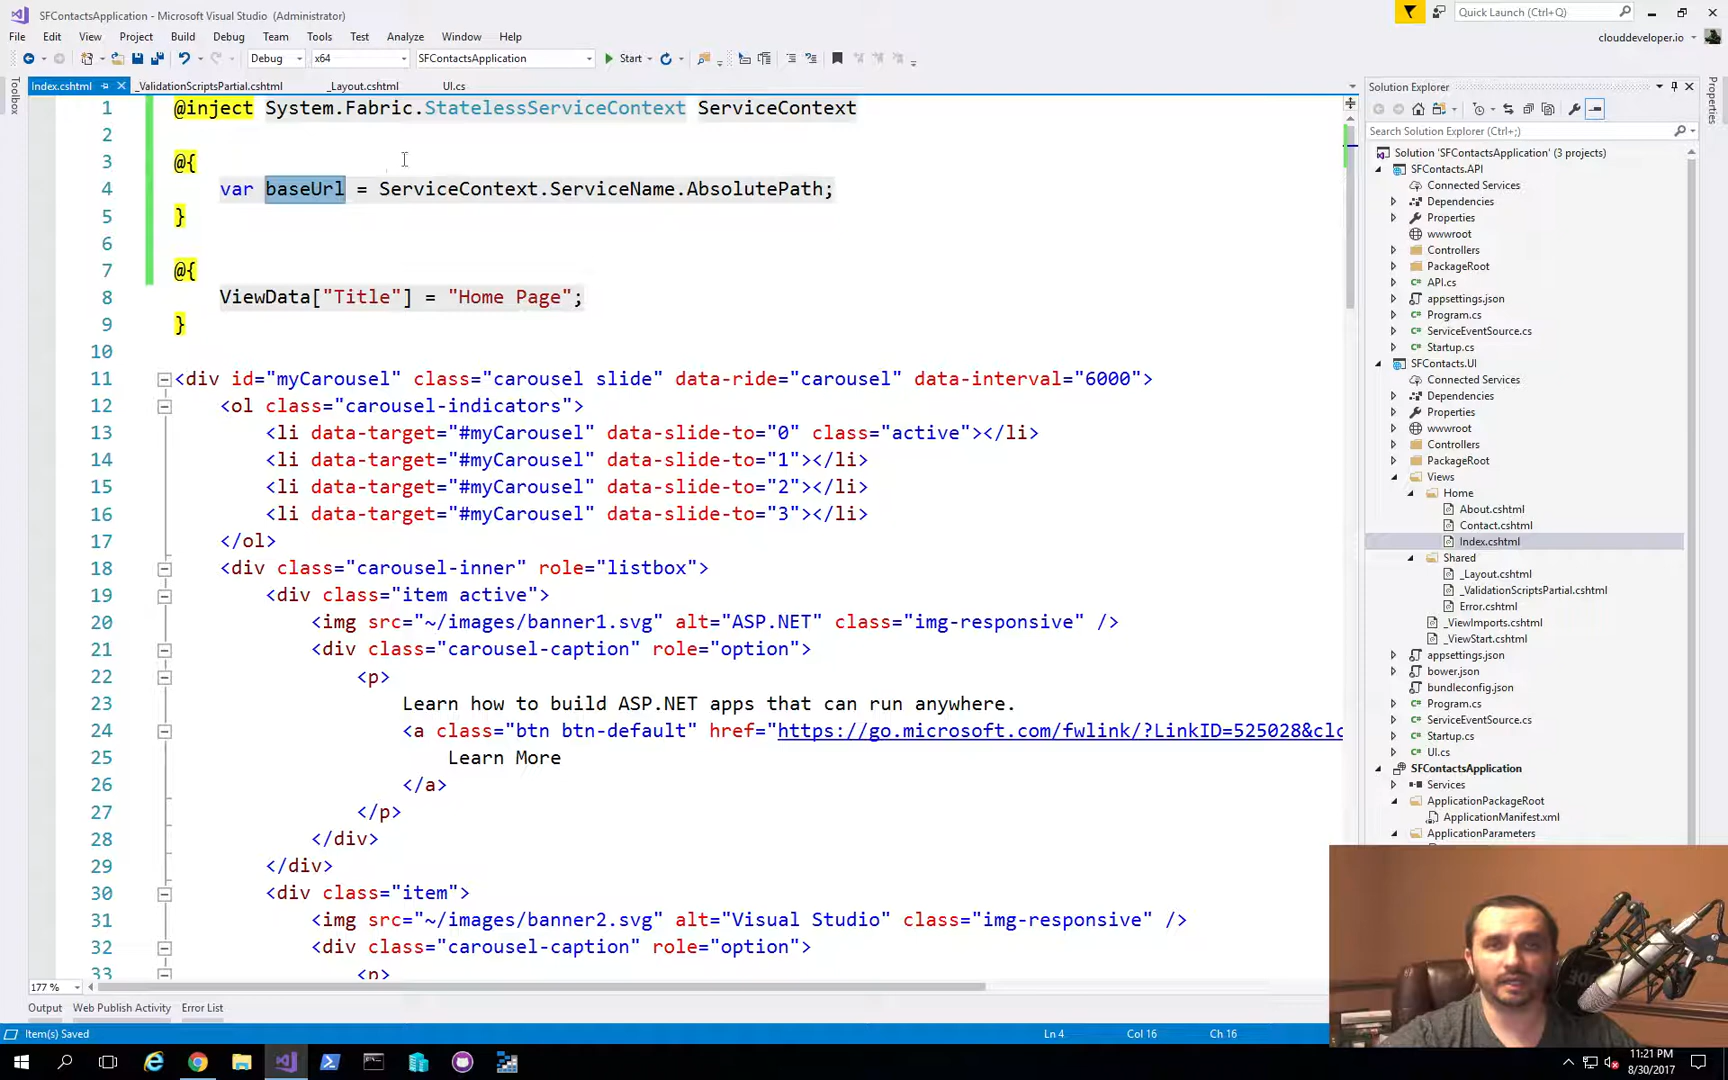 SFContactsApplication - Microsoft Visual Studio (Administrator)
Quick Launch (Ctrl+Q)
File Edit View Project Build Debug Team Tools Test Analyze Window Help
clouddeveloper.io
Debug x64 SFContactsApplication Start
Toolbox
Index.cshtml _ValidationScriptsPartial.cshtml _Layout.cshtml UI.cs
1 @inject System.Fabric.StatelessServiceContext ServiceContext
2
3 @{
4 var baseUrl = ServiceContext.ServiceName.AbsolutePath;
5 }
6
7 @{
8 ViewData["Title"] = "Home Page";
9 }
10
11 <div id="myCarousel" class="carousel slide" data-ride="carousel" data-interval="6000">
12 <ol class="carousel-indicators">
13 <li data-target="#myCarousel" data-slide-to="0" class="active"></li>
14 <li data-target="#myCarousel" data-slide-to="1"></li>
15 <li data-target="#myCarousel" data-slide-to="2"></li>
16 <li data-target="#myCarousel" data-slide-to="3"></li>
17 </ol>
18 <div class="carousel-inner" role="listbox">
19 <div class="item active">
20 <img src="~/images/banner1.svg" alt="ASP.NET" class="img-responsive" />
21 <div class="carousel-caption" role="option">
22 <p>
23 Learn how to build ASP.NET apps that can run anywhere.
24 <a class="btn btn-default" href="https://go.microsoft.com/fwlink/?LinkID=525028&clc
25 Learn More
26 </a>
27 </p>
28 </div>
29 </div>
30 <div class="item">
31 <img src="~/images/banner2.svg" alt="Visual Studio" class="img-responsive" />
32 <div class="carousel-caption" role="option">
33 <p>
177 %
Output Web Publish Activity Error List
Item(s) Saved Ln 4 Col 16 Ch 16
Solution Explorer
Properties
Search Solution Explorer (Ctrl+;)
Solution 'SFContactsApplication' (3 projects)
SFContacts.API
Connected Services
Dependencies
Properties
wwwroot
Controllers
PackageRoot
API.cs
appsettings.json
Program.cs
ServiceEventSource.cs
Startup.cs
SFContacts.UI
Connected Services
Dependencies
Properties
wwwroot
Controllers
PackageRoot
Views
Home
About.cshtml
Contact.cshtml
Index.cshtml
Shared
_Layout.cshtml
_ValidationScriptsPartial.cshtml
Error.cshtml
_ViewImports.cshtml
_ViewStart.cshtml
appsettings.json
bower.json
bundleconfig.json
Program.cs
ServiceEventSource.cs
Startup.cs
UI.cs
SFContactsApplication
Services
ApplicationPackageRoot
ApplicationManifest.xml
ApplicationParameters
11:21 PM
8/30/2017